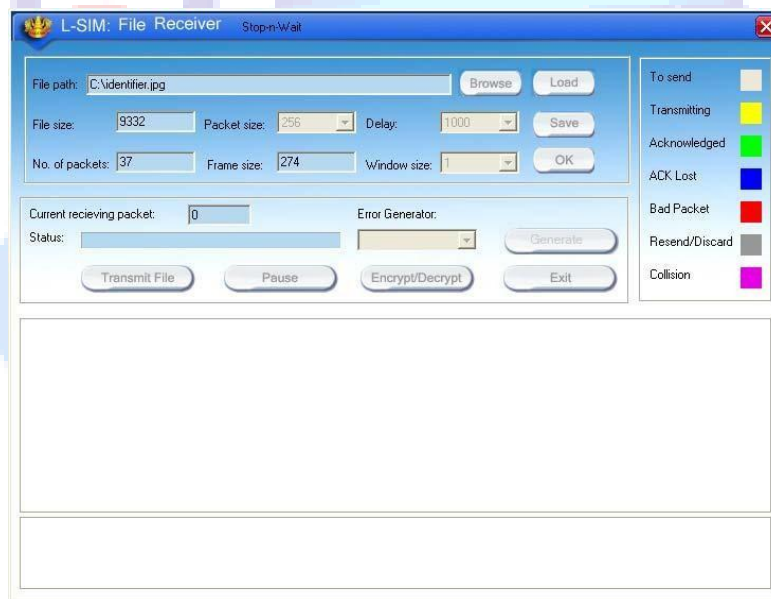 L-SIM: File Receiver Stop-n-Wait
File path: C:\identifier.jpg Browse Load
File size: 9332 Packet size: 256 Delay: 1000 Save
No. of packets: 37 Frame size: 274 Window size: 1 OK
To send
Transmitting
Acknowledged
ACK Lost
Bad Packet
Resend/Discard
Collision
Current recieving packet: 0 Error Generator:
Status: Generate
Transmit File Pause Encrypt/Decrypt Exit